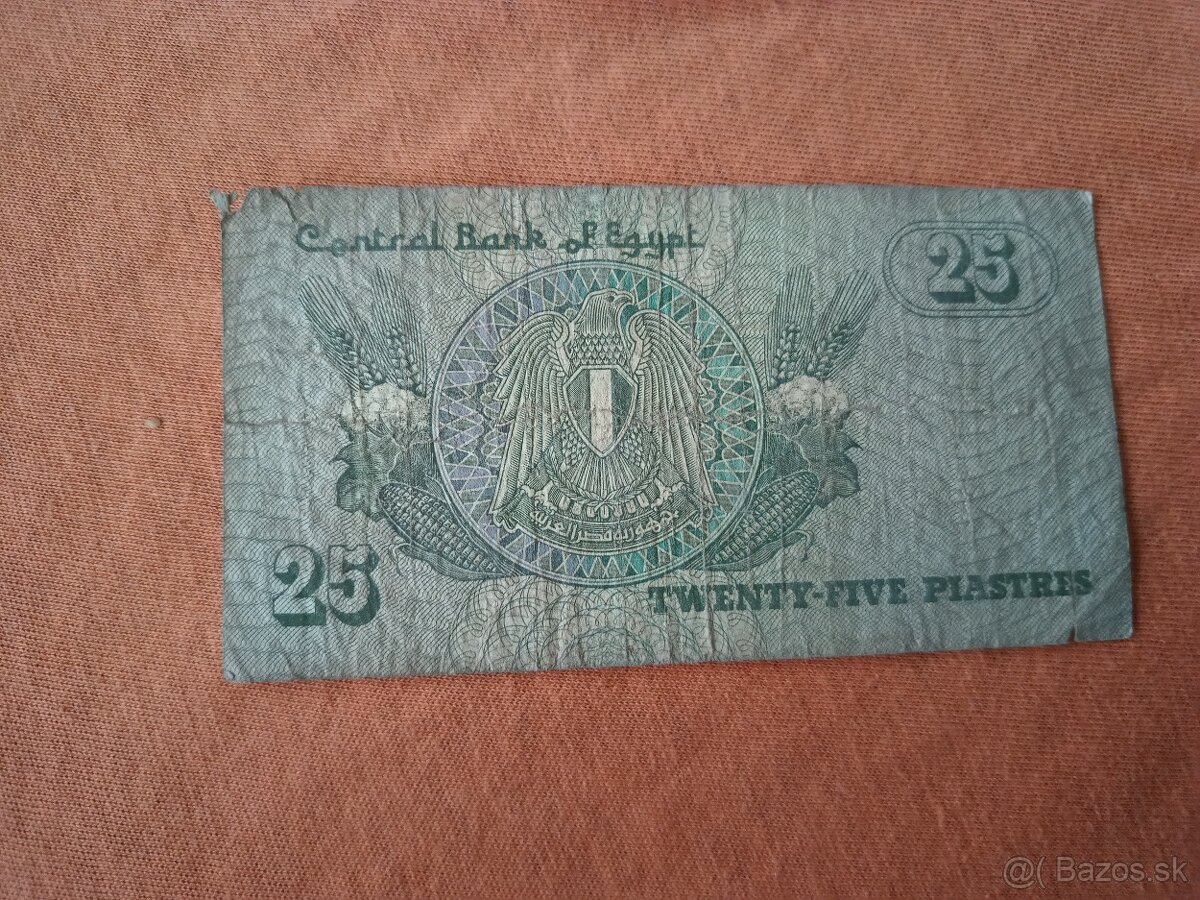 Central Bank of Egypt
25
جمهورية مصر العربية
25
TWENTY-FIVE PIASTRES
@( Bazos.sk